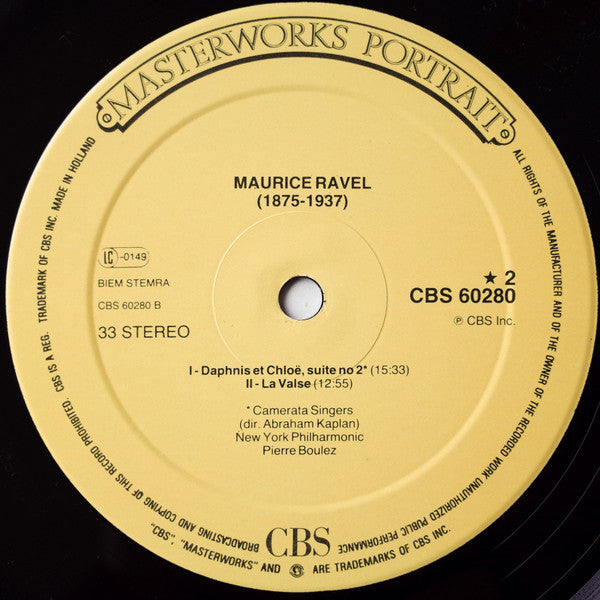 MASTERWORKS PORTRAIT
MAURICE RAVEL
(1875-1937)
LC -0149
BIEM STEMRA
CBS 60280 B
33 STEREO
★ 2
CBS 60280
℗ CBS Inc.
I - Daphnis et Chloë, suite no 2* (15:33)
II - La Valse (12:55)
* Camerata Singers
(dir. Abraham Kaplan)
New York Philharmonic
Pierre Boulez
CBS
ALL RIGHTS OF THE MANUFACTURER AND OF THE OWNER OF THE RECORDED WORK RESERVED. UNAUTHORIZED PUBLIC PERFORMANCE BROADCASTING AND COPYING OF THIS RECORD PROHIBITED. CBS IS A REG. TRADEMARK OF CBS INC. MADE IN HOLLAND
"CBS", "MASTERWORKS" AND ARE TRADEMARKS OF CBS INC.